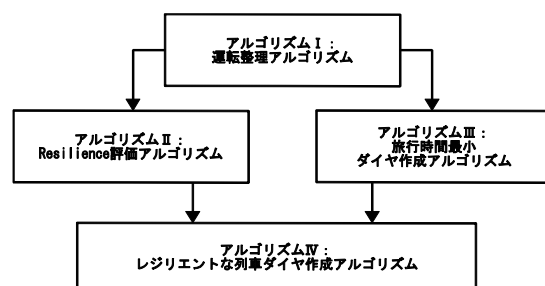 アルゴリズムⅠ：
運転整理アルゴリズム
アルゴリズムⅡ：
Resilience評価アルゴリズム
アルゴリズムⅢ：
旅行時間最小
ダイヤ作成アルゴリズム
アルゴリズムⅣ：
レジリエントな列車ダイヤ作成アルゴリズム